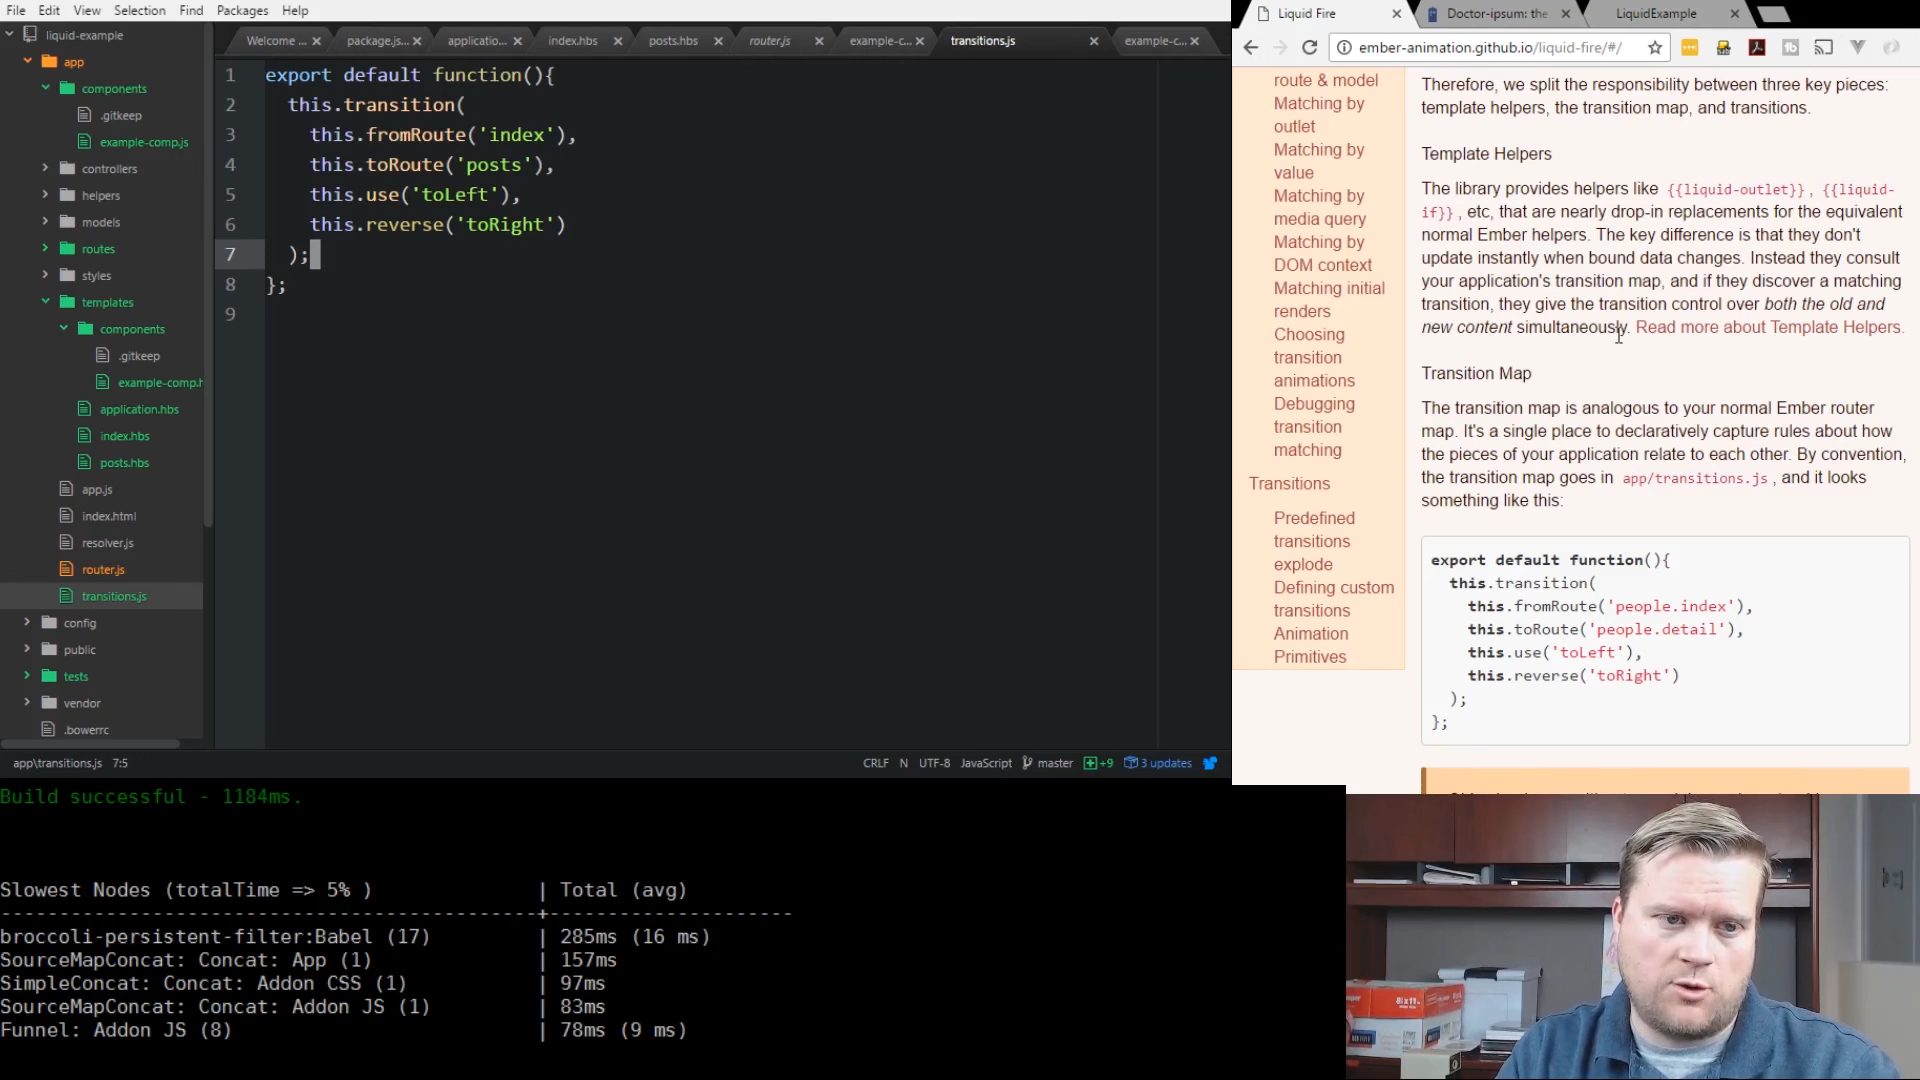 File Edit View Selection Find Packages Help
liquid-example
app
components
.gitkeep
example-comp.js
controllers
helpers
models
routes
styles
templates
components
.gitkeep
example-comp.h
application.hbs
index.hbs
posts.hbs
app.js
index.html
resolver.js
router.js
transitions.js
config
public
tests
vendor
.bowerrc
Welcome ... package.js... applicatio... index.hbs posts.hbs router.js example-c... transitions.js example-c...
1 export default function(){
2 this.transition(
3 this.fromRoute('index'),
4 this.toRoute('posts'),
5 this.use('toLeft'),
6 this.reverse('toRight')
7 );
8 };
9
app\transitions.js 7:5 CRLF N UTF-8 JavaScript master +9 3 updates
Build successful - 1184ms.
Slowest Nodes (totalTime => 5% ) | Total (avg)
----------------------------------------------+---------------------
broccoli-persistent-filter:Babel (17) | 285ms (16 ms)
SourceMapConcat: Concat: App (1) | 157ms
SimpleConcat: Concat: Addon CSS (1) | 97ms
SourceMapConcat: Concat: Addon JS (1) | 83ms
Funnel: Addon JS (8) | 78ms (9 ms)
Liquid Fire Doctor-ipsum: the LiquidExample
ember-animation.github.io/liquid-fire/#/
route & model
Matching by
outlet
Matching by
value
Matching by
media query
Matching by
DOM context
Matching initial
renders
Choosing
transition
animations
Debugging
transition
matching
Transitions
Predefined
transitions
explode
Defining custom
transitions
Animation
Primitives
Therefore, we split the responsibility between three key pieces:
template helpers, the transition map, and transitions.
Template Helpers
The library provides helpers like {{liquid-outlet}}, {{liquid-
if}}, etc, that are nearly drop-in replacements for the equivalent
normal Ember helpers. The key difference is that they don't
update instantly when bound data changes. Instead they consult
your application's transition map, and if they discover a matching
transition, they give the transition control over both the old and
new content simultaneously. Read more about Template Helpers.
Transition Map
The transition map is analogous to your normal Ember router
map. It's a single place to declaratively capture rules about how
the pieces of your application relate to each other. By convention,
the transition map goes in app/transitions.js, and it looks
something like this:
export default function(){
this.transition(
this.fromRoute('people.index'),
this.toRoute('people.detail'),
this.use('toLeft'),
this.reverse('toRight')
);
};